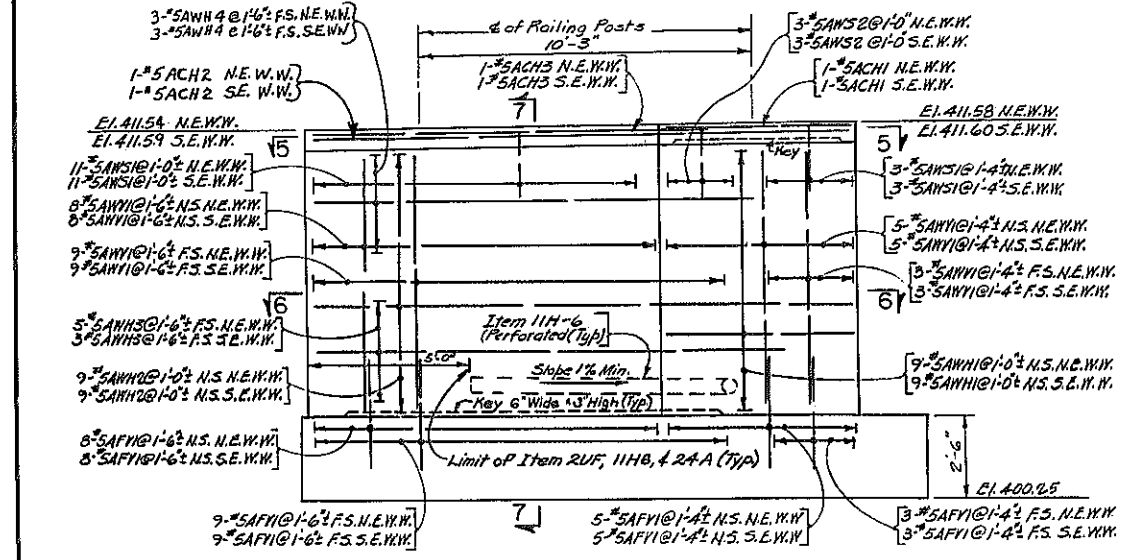 3-#5AWH4@1'-6"± F.S. N.E.W.W.
3-#5AWH4@1'-6"± F.S. S.E.W.W
¢ of Railing Posts
10'-3"
3-#5AWS2@1'-0" N.E.W.W.
3-#5AWS2@1'-0" S.E.W.W.
1-#5ACH2 N.E.W.W.
1-#5ACH2 S.E. W.W.
1-#5ACH3 N.E.W.W.
1-#5ACH3 S.E.W.W.
1-#5ACH1 N.E.W.W.
1-#5ACH1 S.E.W.W.
7
El. 411.54 N.E.W.W.
El. 411.59 S.E.W.W.
El. 411.58 N.E.W.W.
El. 411.60 S.E.W.W.
5
5
Key
11-#5AWS1@1'-0"± N.E.W.W.
11-#5AWS1@1'-0"± S.E.W.W.
3-#5AWS1@1'-4"± N.E.W.W.
3-#5AWS1@1'-4"± S.E.W.W.
8-#5AWV1@1'-6"± N.S. N.E.W.W.
8-#5AWV1@1'-6"± N.S. S.E.W.W.
5-#5AWV1@1'-4"± N.S. N.E.W.W.
5-#5AWV1@1'-4"± N.S. S.E.W.W.
9-#5AWV1@1'-6"± F.S. N.E.W.W.
9-#5AWV1@1'-6"± F.S. S.E.W.W.
3-#5AWV1@1'-4"± F.S. N.E.W.W.
3-#5AWV1@1'-4"± F.S. S.E.W.W.
6
6
5-#5AWH3@1'-6"± F.S. N.E.W.W.
3-#5AWH3@1'-6"± F.S. S.E.W.W.
Item 11H-6
(Perforated(Typ)
5'-0"
Slope 1% Min.
9-#5AWH2@1'-0"± N.S. N.E.W.W.
9-#5AWH2@1'-0"± N.S. S.E.W.W.
9-#5AWH1@1'-0"± N.S. N.E.W.W.
9-#5AWH1@1'-0"± N.S. S.E.W.W.
Key 6" Wide × 3" High (Typ)
8-#5AFV1@1'-6"± N.S. N.E.W.W.
8-#5AFV1@1'-6"± N.S. S.E.W.W.
Limit of Item 2UF, 11HB, & 24A (Typ)
2'-6"
El. 400.25
7
9-#5AFV1@1'-6"± F.S. N.E.W.W.
9-#5AFV1@1'-6"± F.S. S.E.W.W.
5-#5AFV1@1'-4"± N.S. N.E.W.W
5-#5AFV1@1'-4"± N.S. S.E.W.W.
3-#5AFV1@1'-4"± F.S. N.E.W.W.
3-#5AFV1@1'-4"± F.S. S.E.W.W.